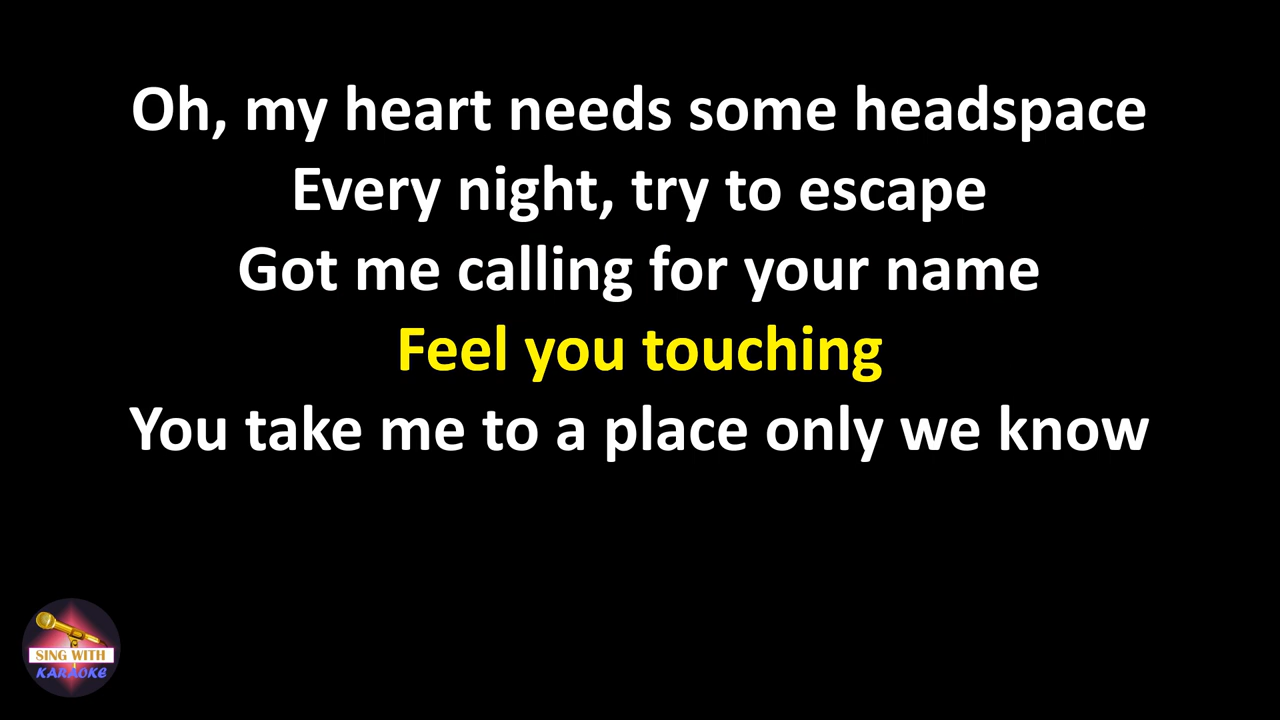 Oh, my heart needs some headspace
Every night, try to escape
Got me calling for your name
Feel you touching
You take me to a place only we know
SING WITH
KARAOKE